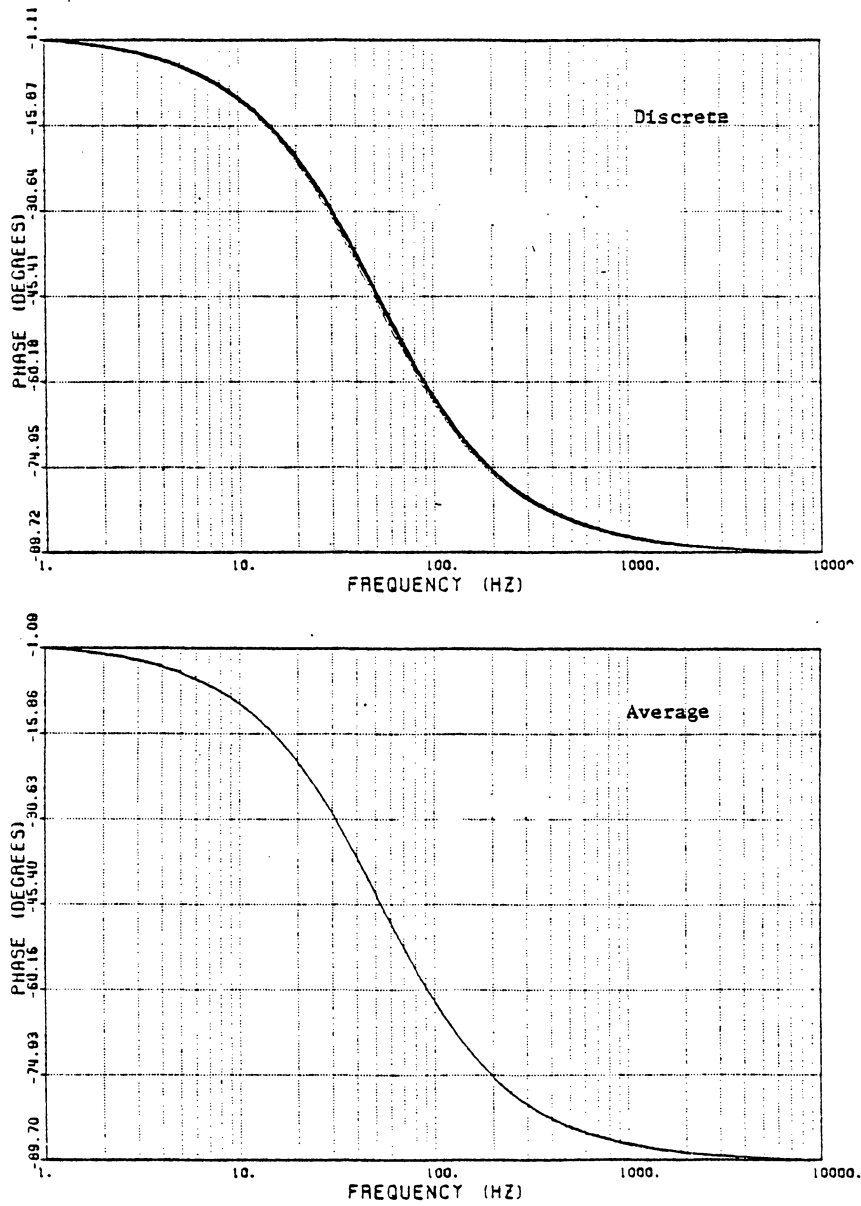 -1.11
-15.87
-30.64
-45.41
-60.18
-74.95
-89.72
PHASE (DEGREES)
Discrete
1. 10. 100. 1000.
FREQUENCY (HZ)
-1.09
-15.86
-30.63
-45.40
-60.16
-74.93
-89.70
PHASE (DEGREES)
Average
1. 10. 100. 1000. 10000.
FREQUENCY (HZ)